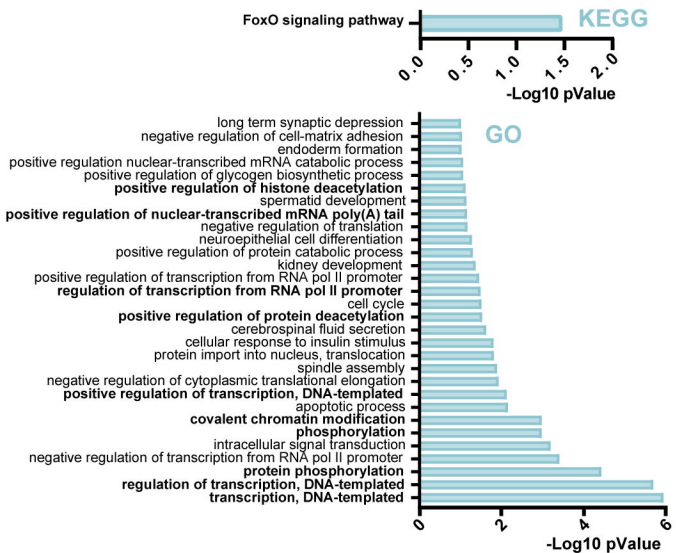 FoxO signaling pathway
KEGG
0.0 0.5 1.0 1.5 2.0
-Log10 pValue
GO
long term synaptic depression
negative regulation of cell-matrix adhesion
endoderm formation
positive regulation nuclear-transcribed mRNA catabolic process
positive regulation of glycogen biosynthetic process
positive regulation of histone deacetylation
spermatid development
positive regulation of nuclear-transcribed mRNA poly(A) tail
negative regulation of translation
neuroepithelial cell differentiation
positive regulation of protein catabolic process
kidney development
positive regulation of transcription from RNA pol II promoter
regulation of transcription from RNA pol II promoter
cell cycle
positive regulation of protein deacetylation
cerebrospinal fluid secretion
cellular response to insulin stimulus
protein import into nucleus, translocation
spindle assembly
negative regulation of cytoplasmic translational elongation
positive regulation of transcription, DNA-templated
apoptotic process
covalent chromatin modification
phosphorylation
intracellular signal transduction
negative regulation of transcription from RNA pol II promoter
protein phosphorylation
regulation of transcription, DNA-templated
transcription, DNA-templated
0 2 4 6
-Log10 pValue